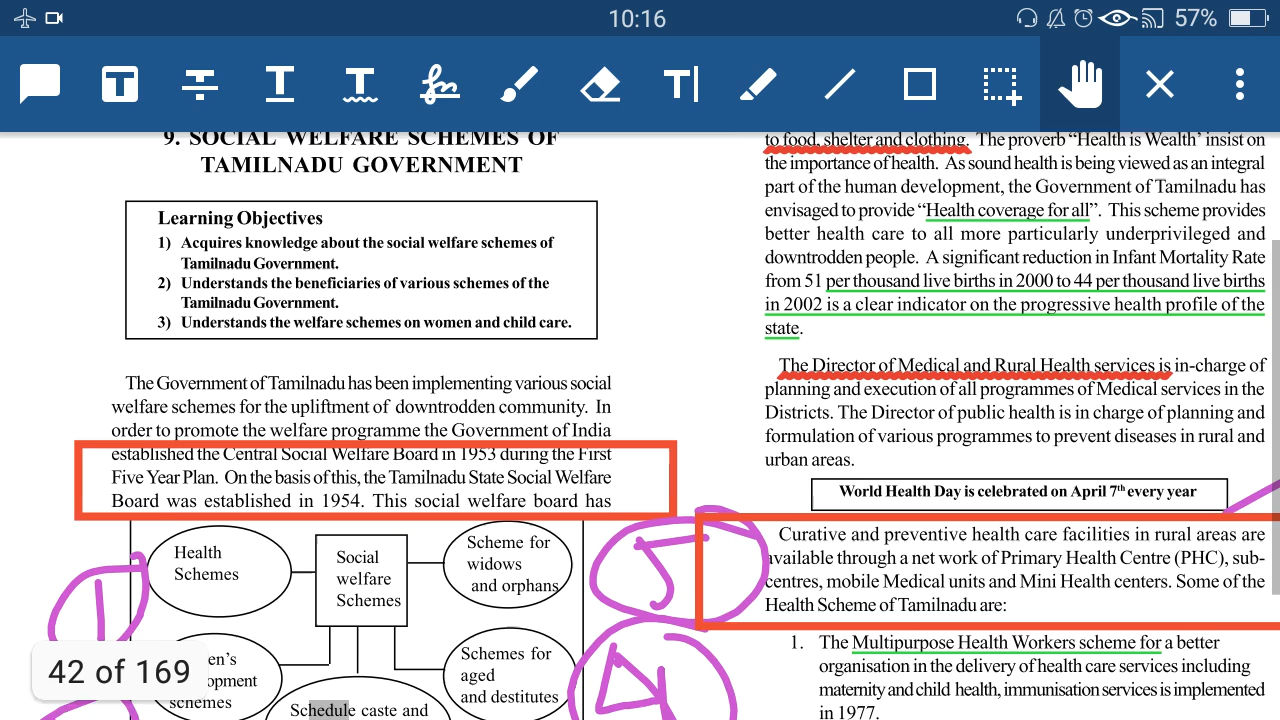 10:16
57%
9. SOCIAL WELFARE SCHEMES OF
TAMILNADU GOVERNMENT
Learning Objectives
1) Acquires knowledge about the social welfare schemes of
Tamilnadu Government.
2) Understands the beneficiaries of various schemes of the
Tamilnadu Government.
3) Understands the welfare schemes on women and child care.
The Government of Tamilnadu has been implementing various social
welfare schemes for the upliftment of downtrodden community. In
order to promote the welfare programme the Government of India
established the Central Social Welfare Board in 1953 during the First
Five Year Plan. On the basis of this, the Tamilnadu State Social Welfare
Board was established in 1954. This social welfare board has
Health
Schemes
Social
welfare
Schemes
Scheme for
widows
and orphans
en's
opment
schemes
Schemes for
aged
and destitutes
Schedule caste and
1
5
4
42 of 169
to food, shelter and clothing. The proverb “Health is Wealth’ insist on
the importance of health. As sound health is being viewed as an integral
part of the human development, the Government of Tamilnadu has
envisaged to provide “Health coverage for all”. This scheme provides
better health care to all more particularly underprivileged and
downtrodden people. A significant reduction in Infant Mortality Rate
from 51 per thousand live births in 2000 to 44 per thousand live births
in 2002 is a clear indicator on the progressive health profile of the
state.
The Director of Medical and Rural Health services is in-charge of
planning and execution of all programmes of Medical services in the
Districts. The Director of public health is in charge of planning and
formulation of various programmes to prevent diseases in rural and
urban areas.
World Health Day is celebrated on April 7th every year
Curative and preventive health care facilities in rural areas are
available through a net work of Primary Health Centre (PHC), sub-
centres, mobile Medical units and Mini Health centers. Some of the
Health Scheme of Tamilnadu are:
1. The Multipurpose Health Workers scheme for a better
organisation in the delivery of health care services including
maternity and child health, immunisation services is implemented
in 1977.